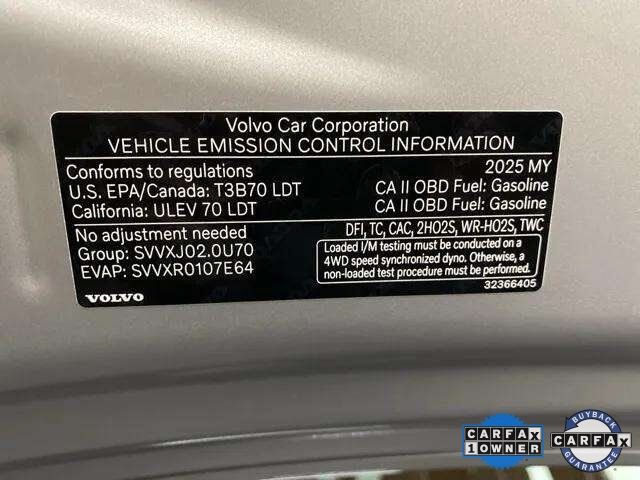 Volvo Car Corporation
VEHICLE EMISSION CONTROL INFORMATION
Conforms to regulations 2025 MY
U.S. EPA/Canada: T3B70 LDT CA II OBD Fuel: Gasoline
California: ULEV 70 LDT CA II OBD Fuel: Gasoline
No adjustment needed DFI, TC, CAC, 2HO2S, WR-HO2S, TWC
Group: SVVXJ02.0U70
EVAP: SVVXR0107E64
Loaded I/M testing must be conducted on a
4WD speed synchronized dyno. Otherwise, a
non-loaded test procedure must be performed.
VOLVO 32366405
CARFAX
1 OWNER
BUYBACK
CARFAX
GUARANTEE